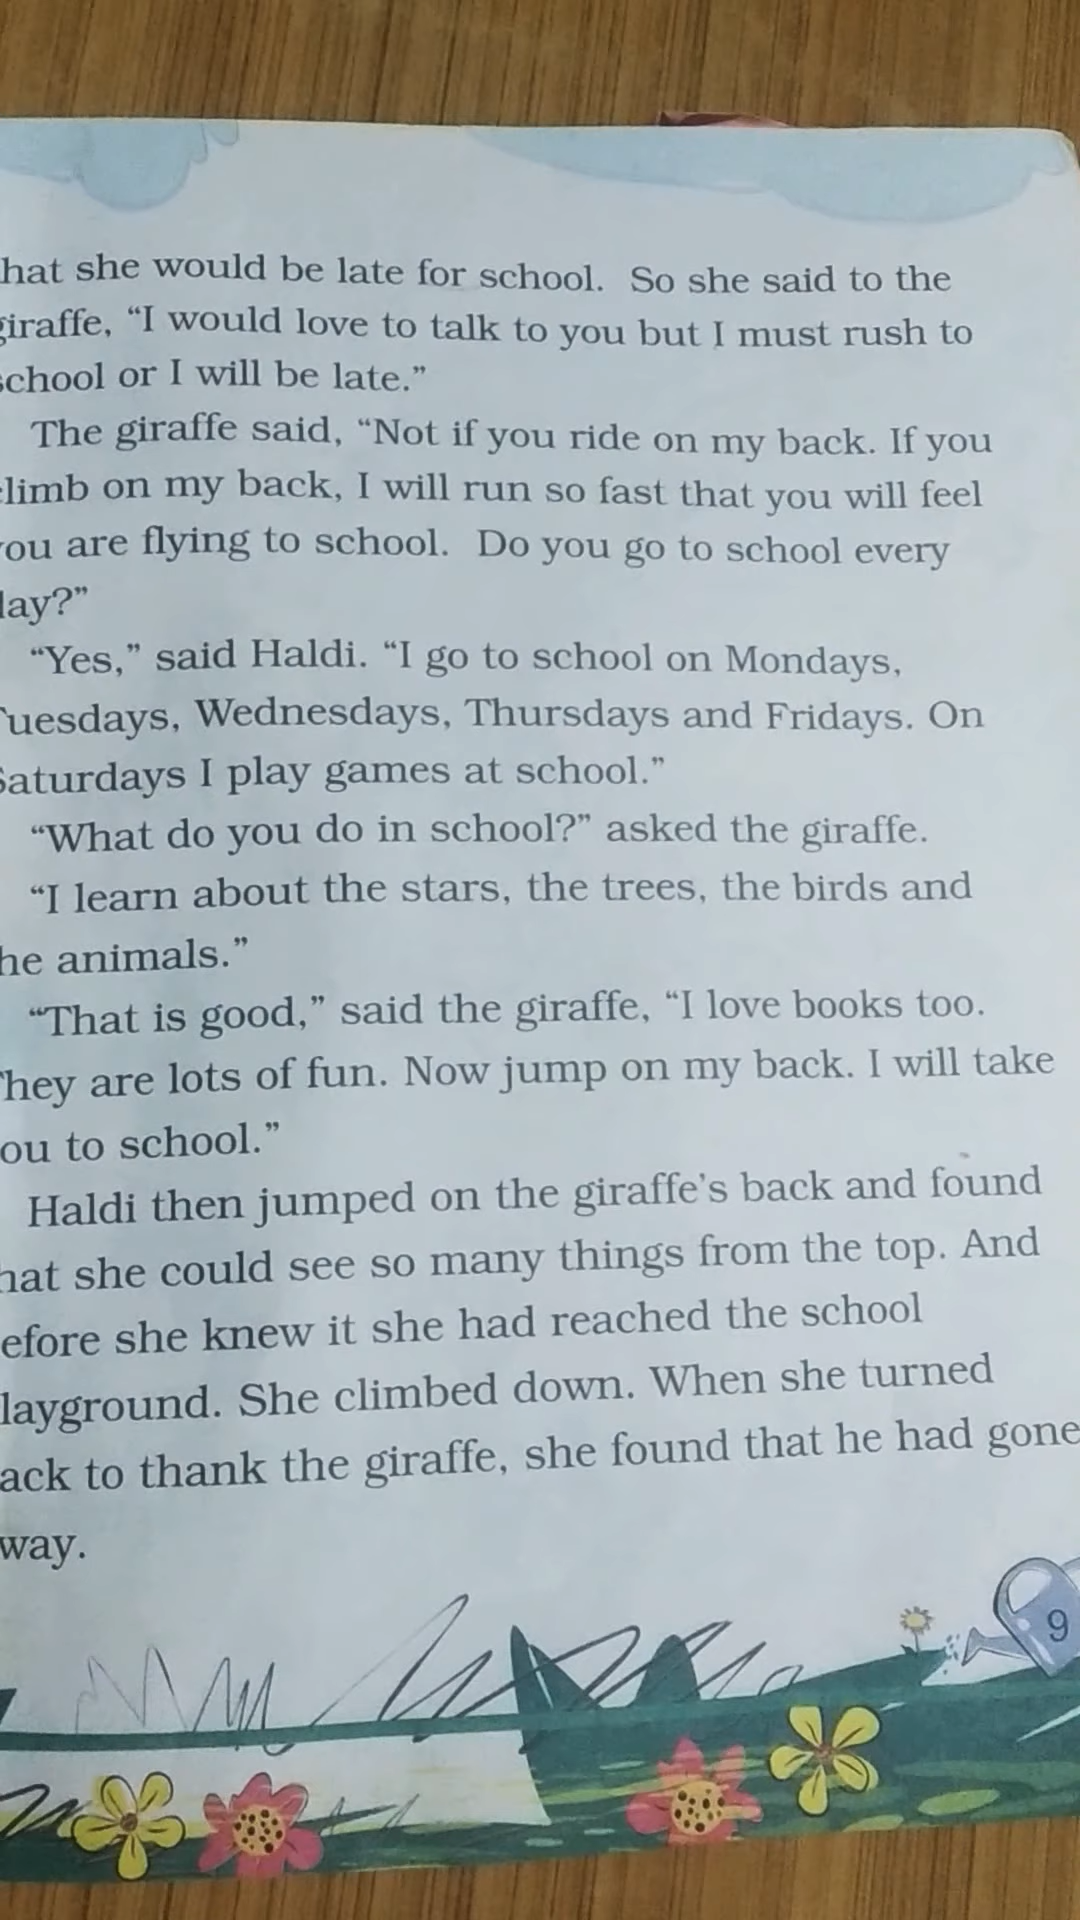 hat she would be late for school. So she said to the
giraffe, “I would love to talk to you but I must rush to
school or I will be late.”
The giraffe said, “Not if you ride on my back. If you
climb on my back, I will run so fast that you will feel
you are flying to school. Do you go to school every
day?”
“Yes,” said Haldi. “I go to school on Mondays,
Tuesdays, Wednesdays, Thursdays and Fridays. On
Saturdays I play games at school.”
“What do you do in school?” asked the giraffe.
“I learn about the stars, the trees, the birds and
he animals.”
“That is good,” said the giraffe, “I love books too.
They are lots of fun. Now jump on my back. I will take
ou to school.”
Haldi then jumped on the giraffe’s back and found
hat she could see so many things from the top. And
efore she knew it she had reached the school
layground. She climbed down. When she turned
ack to thank the giraffe, she found that he had gone
way.
9